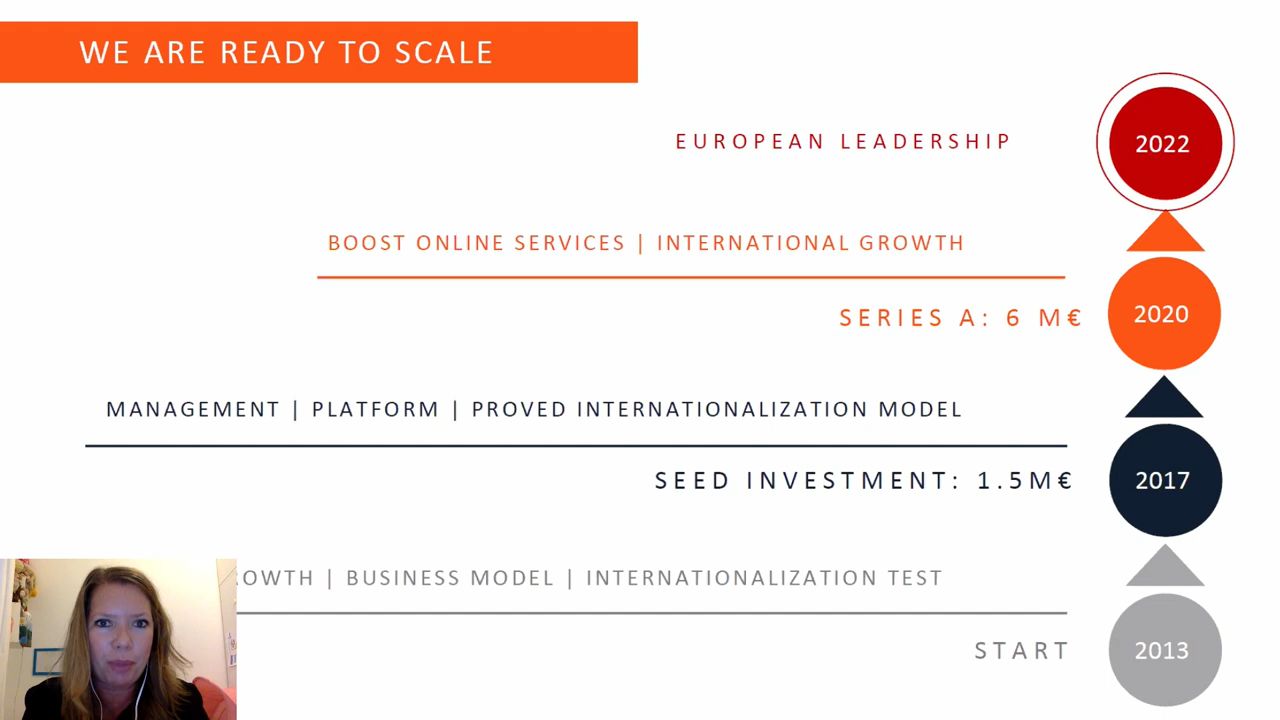 WE ARE READY TO SCALE
EUROPEAN LEADERSHIP
2022
BOOST ONLINE SERVICES | INTERNATIONAL GROWTH
SERIES A: 6 M€
2020
MANAGEMENT | PLATFORM | PROVED INTERNATIONALIZATION MODEL
SEED INVESTMENT: 1.5M€
2017
| BUSINESS MODEL | INTERNATIONALIZATION TEST
START
2013